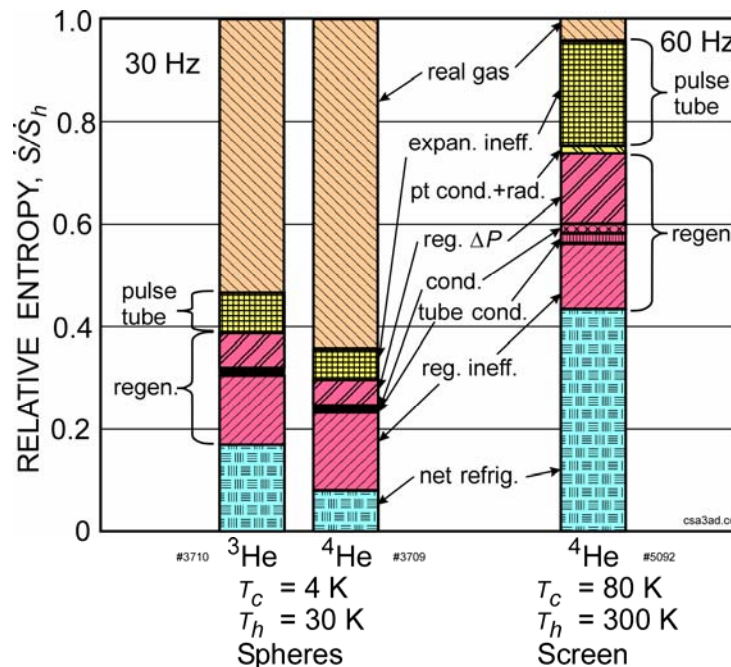 RELATIVE ENTROPY, Ṡ/Ṡh
1.0
0.8
0.6
0.4
0.2
0
30 Hz
60 Hz
real gas
expan. ineff.
pt cond.+rad.
reg. ΔP
cond.
tube cond.
reg. ineff.
net refrig.
pulse
tube
regen.
pulse
tube
regen.
csa3ad.co
#3710
³He
⁴He
#3709
⁴He
#5092
Tc = 4 K
Th = 30 K
Spheres
Tc = 80 K
Th = 300 K
Screen